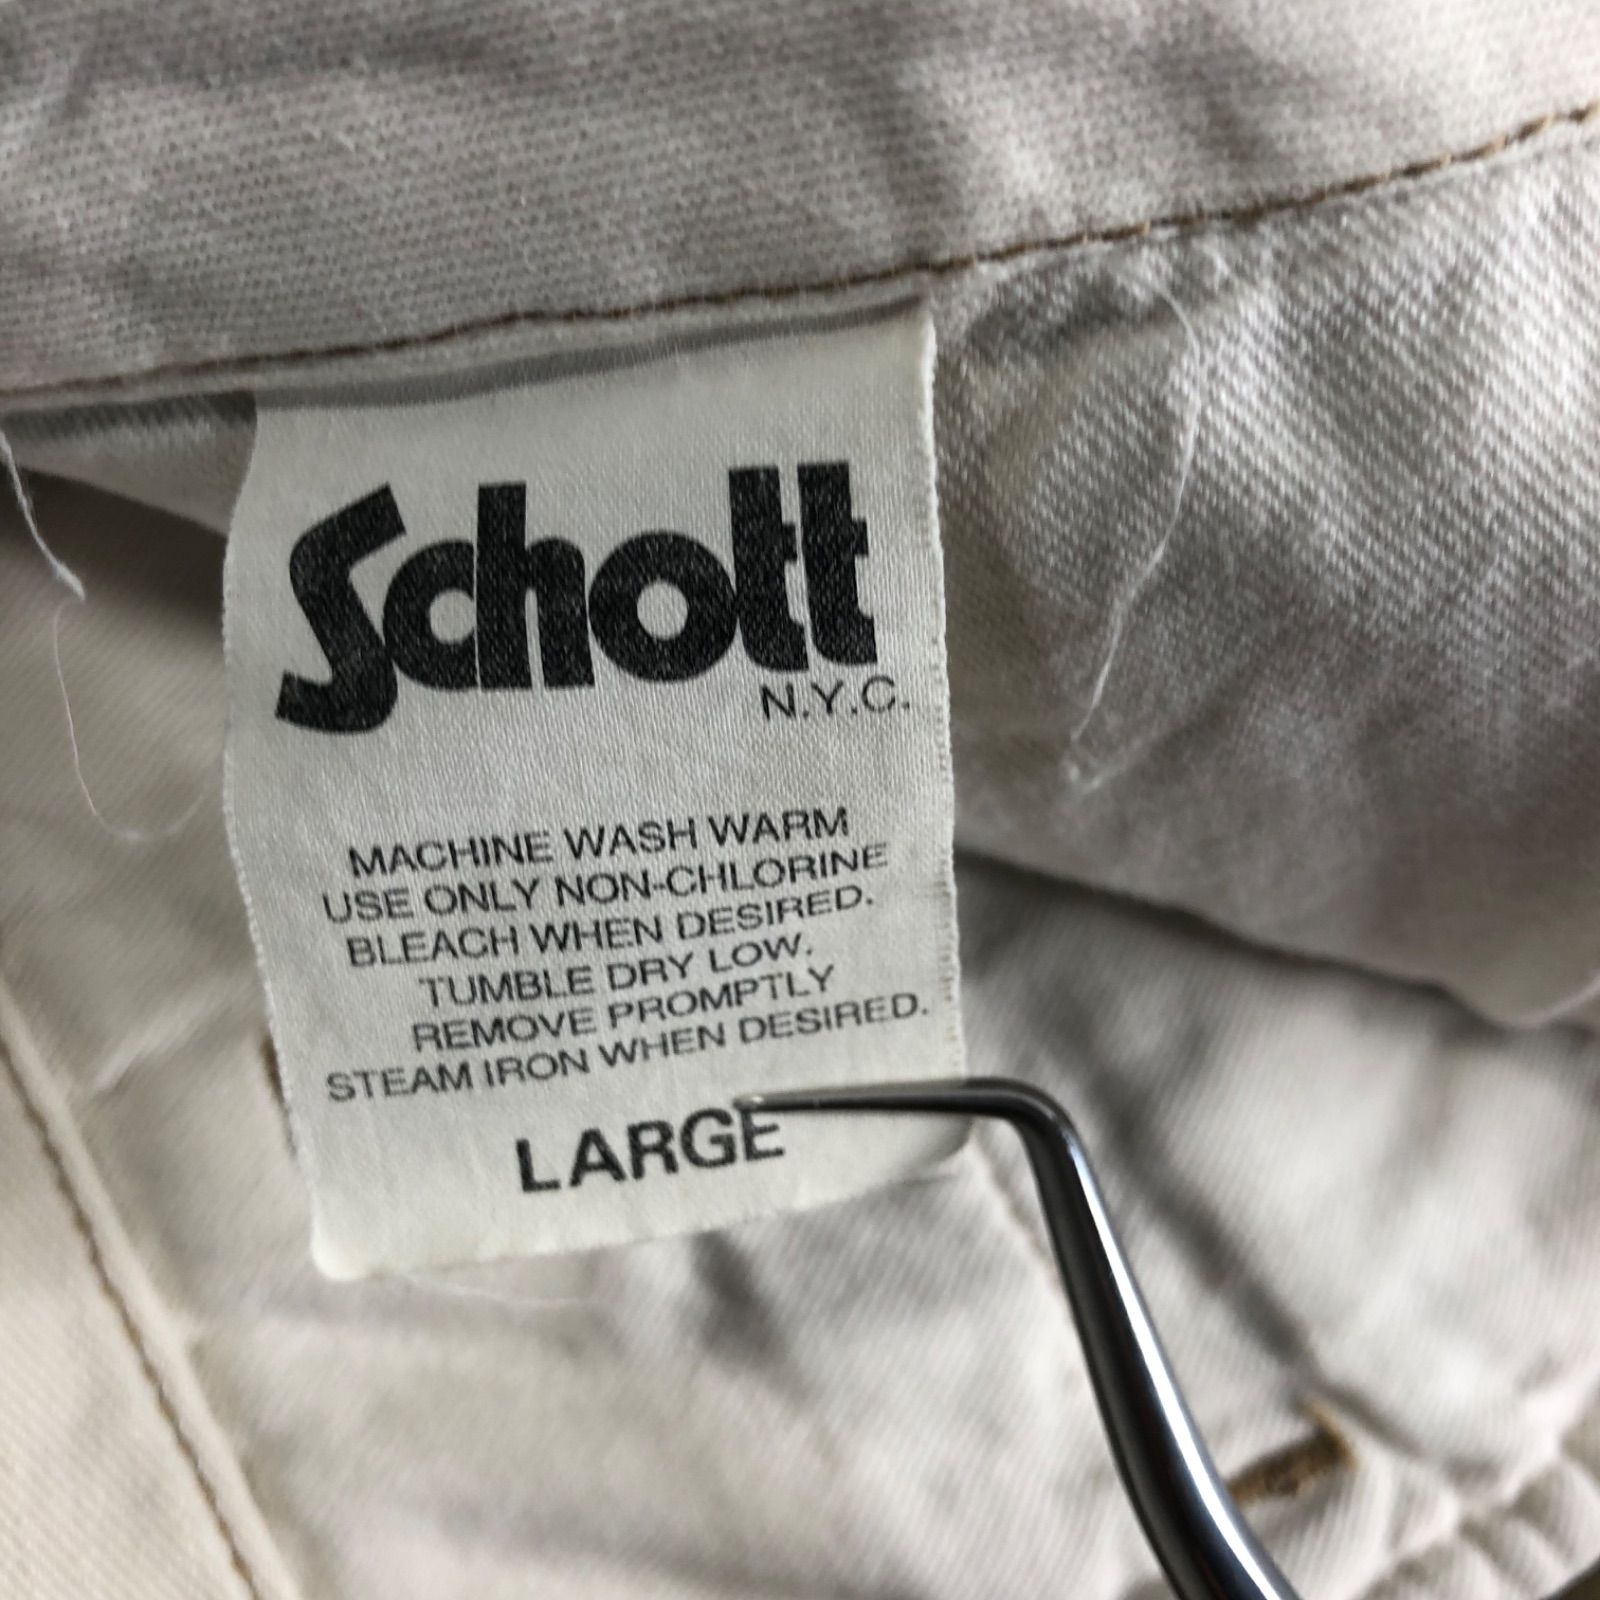 Schott
N.Y.C.
MACHINE WASH WARM
USE ONLY NON-CHLORINE
BLEACH WHEN DESIRED.
TUMBLE DRY LOW.
REMOVE PROMPTLY
STEAM IRON WHEN DESIRED.
LARGE